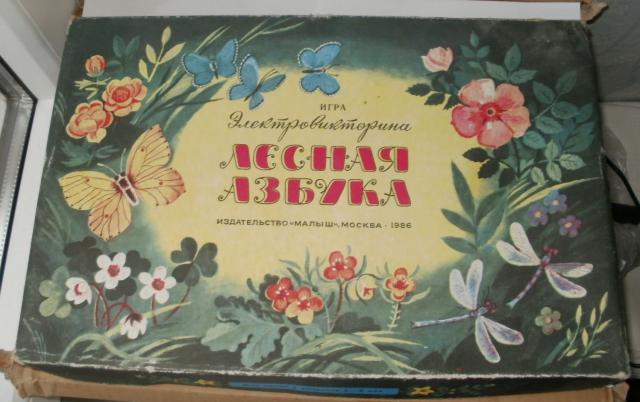 ИГРА
Электровикторина
ЛЕСНАЯ
АЗБУКА
ИЗДАТЕЛЬСТВО «МАЛЫШ», МОСКВА · 1986